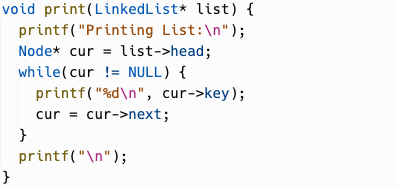 void print(LinkedList* list) {
  printf("Printing List:\n");
  Node* cur = list->head;
  while(cur != NULL) {
    printf("%d\n", cur->key);
    cur = cur->next;
  }
  printf("\n");
}